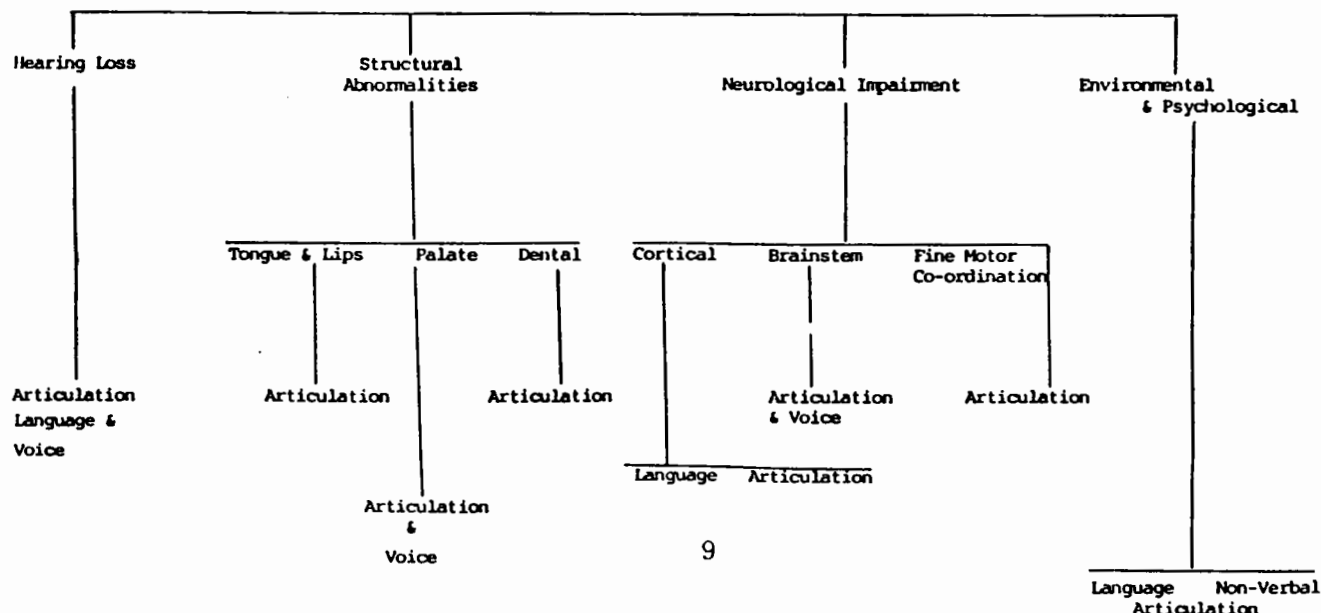 Hearing Loss
Structural
Abnormalities
Neurological Impairment
Environmental
& Psychological
Tongue & Lips
Palate
Dental
Cortical
Brainstem
Fine Motor
Co-ordination
Articulation
Language &
Voice
Articulation
Articulation
&
Voice
Articulation
Language
Articulation
Articulation
& Voice
Articulation
Language
Non-Verbal
Articulation
9